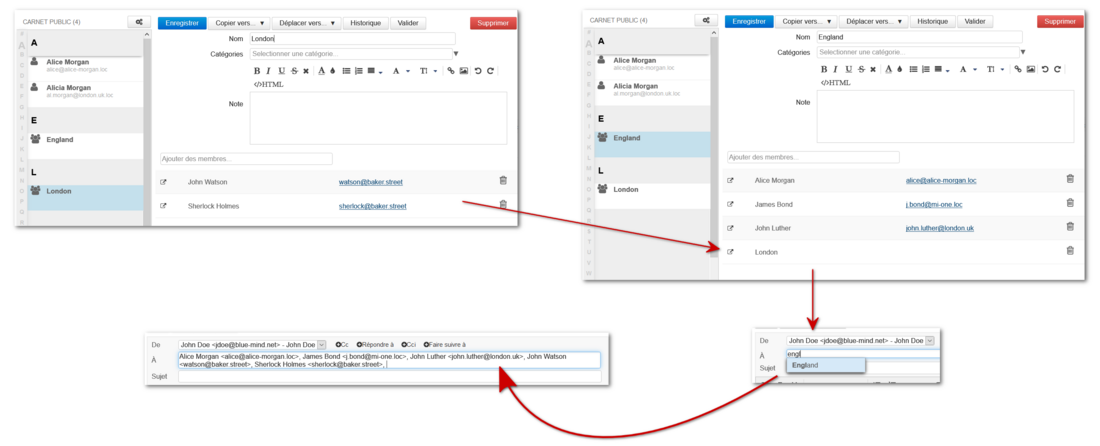 CARNET PUBLIC (4)
Enregistrer Copier vers... ▼ Déplacer vers... ▼ Historique Valider Supprimer
A
Alice Morgan
alice@alice-morgan.loc
Alicia Morgan
al.morgan@london.uk.loc
E
England
L
London
Nom London
Catégories Sélectionner une catégorie...
B I U S
A
A
</>HTML
Note
Ajouter des membres...
John Watson watson@baker.street
Sherlock Holmes sherlock@baker.street
CARNET PUBLIC (4)
Enregistrer Copier vers... ▼ Déplacer vers... ▼ Historique Valider Supprimer
A
Alice Morgan
alice@alice-morgan.loc
Alicia Morgan
al.morgan@london.uk.loc
E
England
L
London
Nom England
Catégories Sélectionner une catégorie...
B I U S
A
A
</>HTML
Note
Ajouter des membres...
Alice Morgan alice@alice-morgan.loc
James Bond j.bond@mi-one.loc
John Luther john.luther@london.uk
London
De John Doe <jdoe@blue-mind.net> - John Doe Cc Répondre à Cci Faire suivre à
À Alice Morgan <alice@alice-morgan.loc>, James Bond <j.bond@mi-one.loc>, John Luther <john.luther@london.uk>, John Watson
<watson@baker.street>, Sherlock Holmes <sherlock@baker.street>,
Sujet
De John Doe <jdoe@blue-mind.net> - John Doe
À engl
England
Sujet